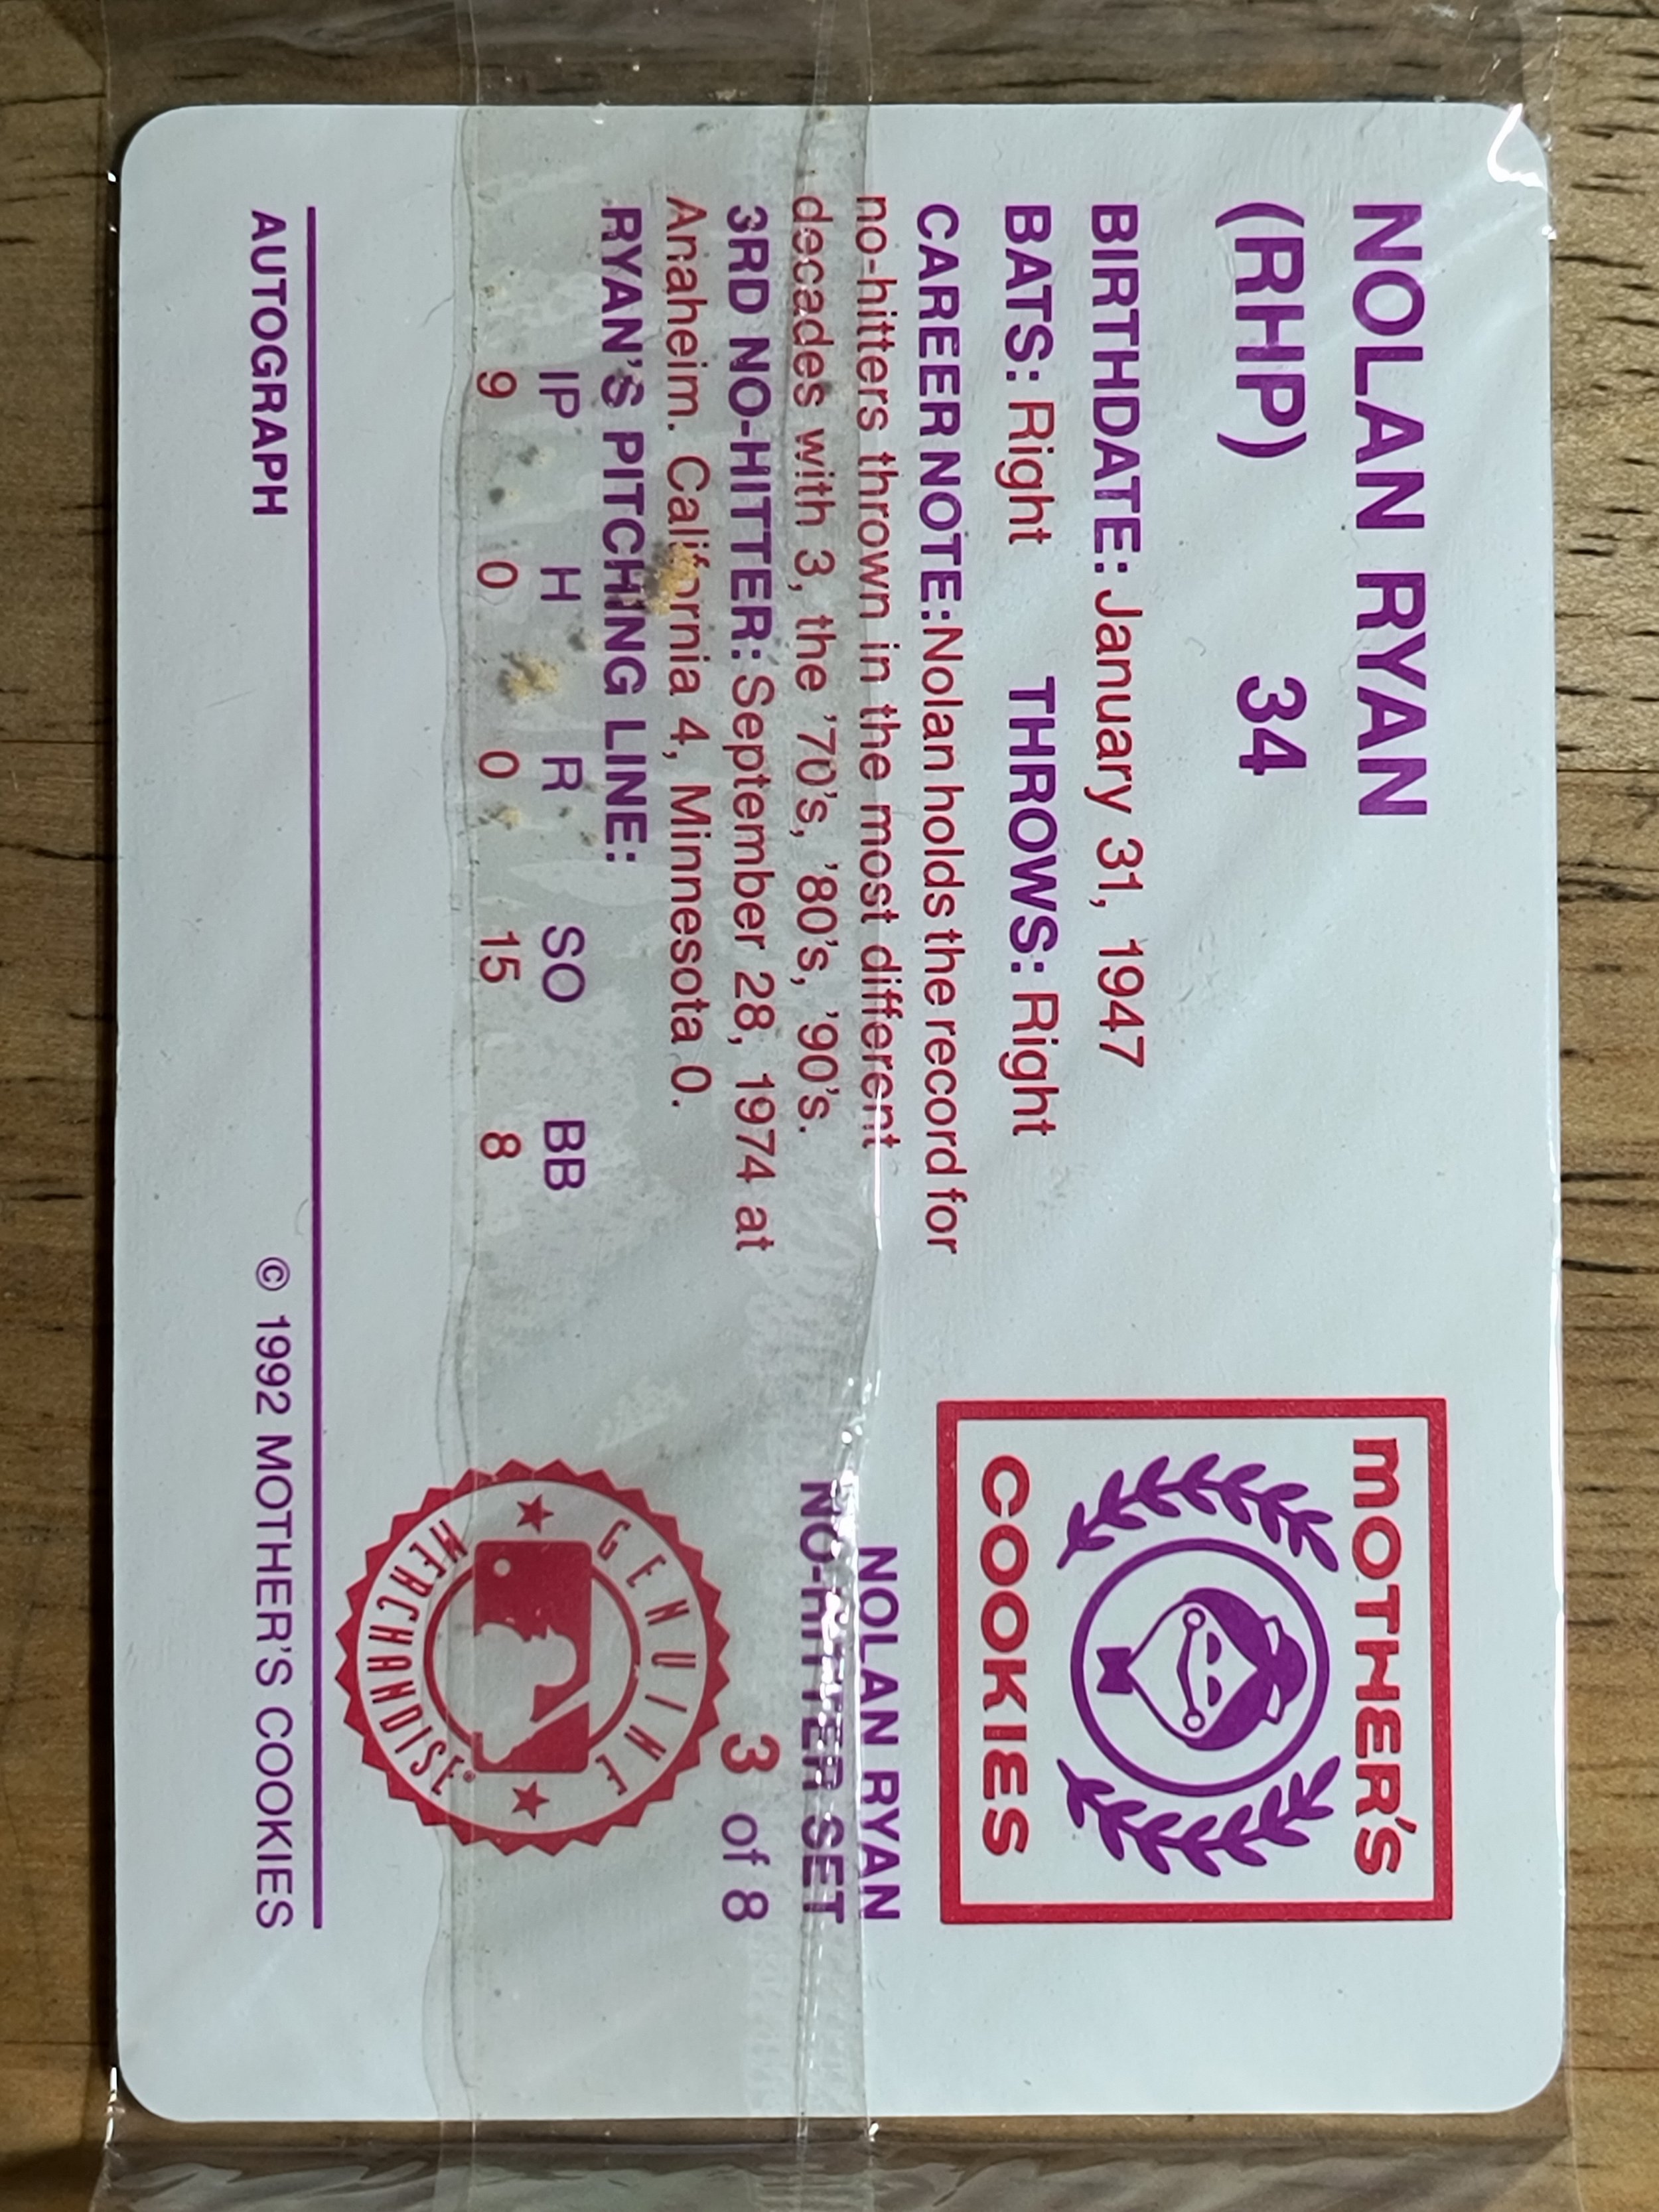 NOLAN RYAN
(RHP) 34
BIRTHDATE: January 31, 1947
BATS: Right THROWS: Right
CAREER NOTE: Nolan holds the record for
no-hitters thrown in the most different
decades with 3, the '70's, '80's, '90's.
3RD NO-HITTER: September 28, 1974 at
Anaheim. California 4, Minnesota 0.
RYAN'S PITCHING LINE:
IP H R SO BB
9 0 0 15 8
MOTHER'S
COOKIES
NOLAN RYAN
NO-HITTER SET
3 of 8
GENUINE
MERCHANDISE®
AUTOGRAPH
© 1992 MOTHER'S COOKIES